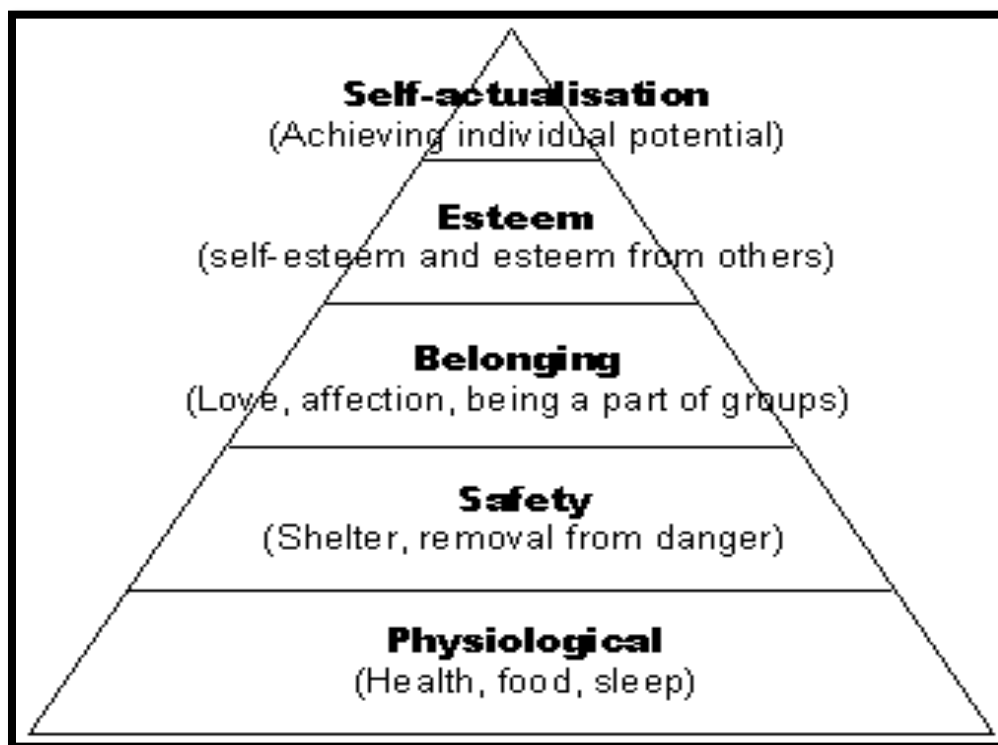 Self-actualisation
(Achieving individual potential)
Esteem
(self-esteem and esteem from others)
Belonging
(Love, affection, being a part of groups)
Safety
(Shelter, removal from danger)
Physiological
(Health, food, sleep)